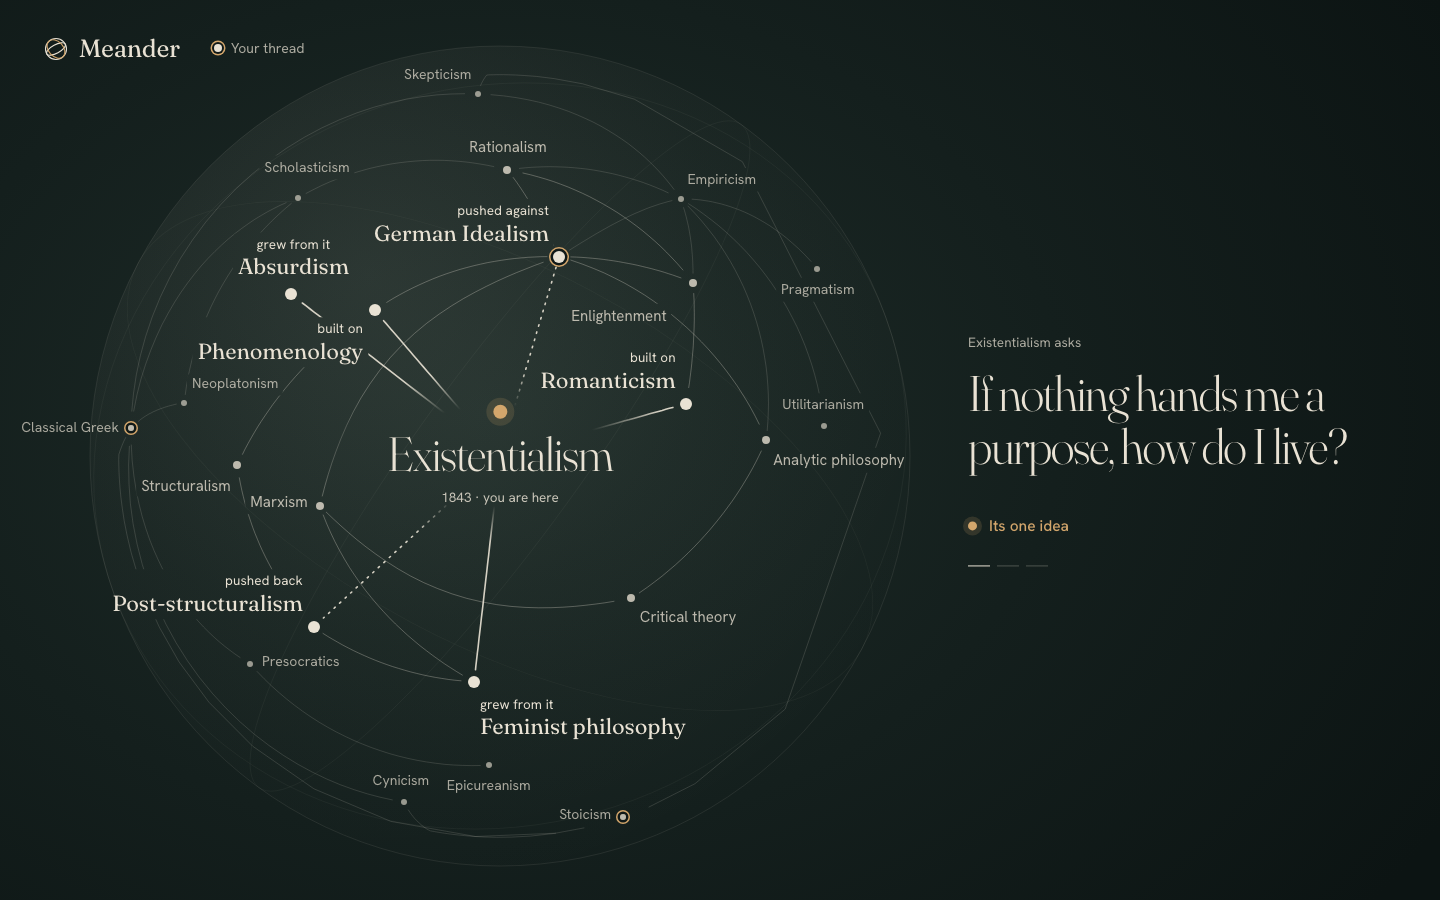 Meander
Your thread
Skepticism
Rationalism
Scholasticism
Empiricism
pushed against
German Idealism
grew from it
Absurdism
Pragmatism
Enlightenment
built on
Phenomenology
built on
Romanticism
Neoplatonism
Utilitarianism
Classical Greek
Existentialism
1843 · you are here
Analytic philosophy
Structuralism
Marxism
pushed back
Post-structuralism
Critical theory
Presocratics
grew from it
Feminist philosophy
Cynicism
Epicureanism
Stoicism
Existentialism asks
If nothing hands me a
purpose, how do I live?
Its one idea